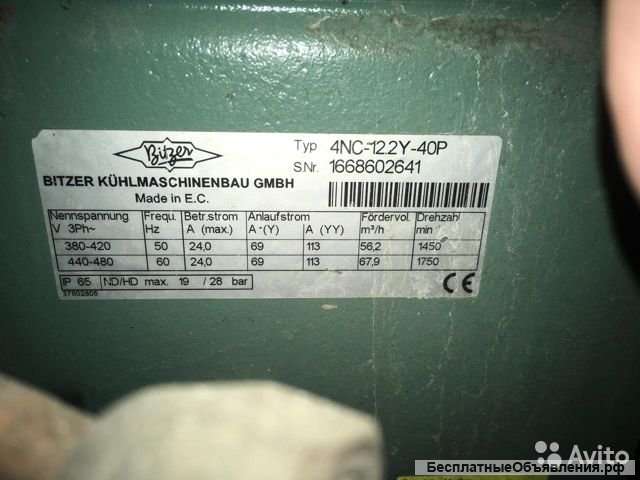 Bitzer
Typ 4NC-12.2Y-40P
S.Nr. 1668602641
BITZER KÜHLMASCHINENBAU GMBH
Made in E.C.
Nennspannung Frequ. Betr.strom Anlaufstrom Fördervol. Drehzahl
V 3Ph~ Hz A (max.) A (Y) A (YY) m³/h min
380-420 50 24,0 69 113 56,2 1450
440-480 60 24,0 69 113 67,9 1750
IP 65 ND/HD max. 19 / 28 bar
CE
37602806
Avito
БесплатныеОбъявления.рф